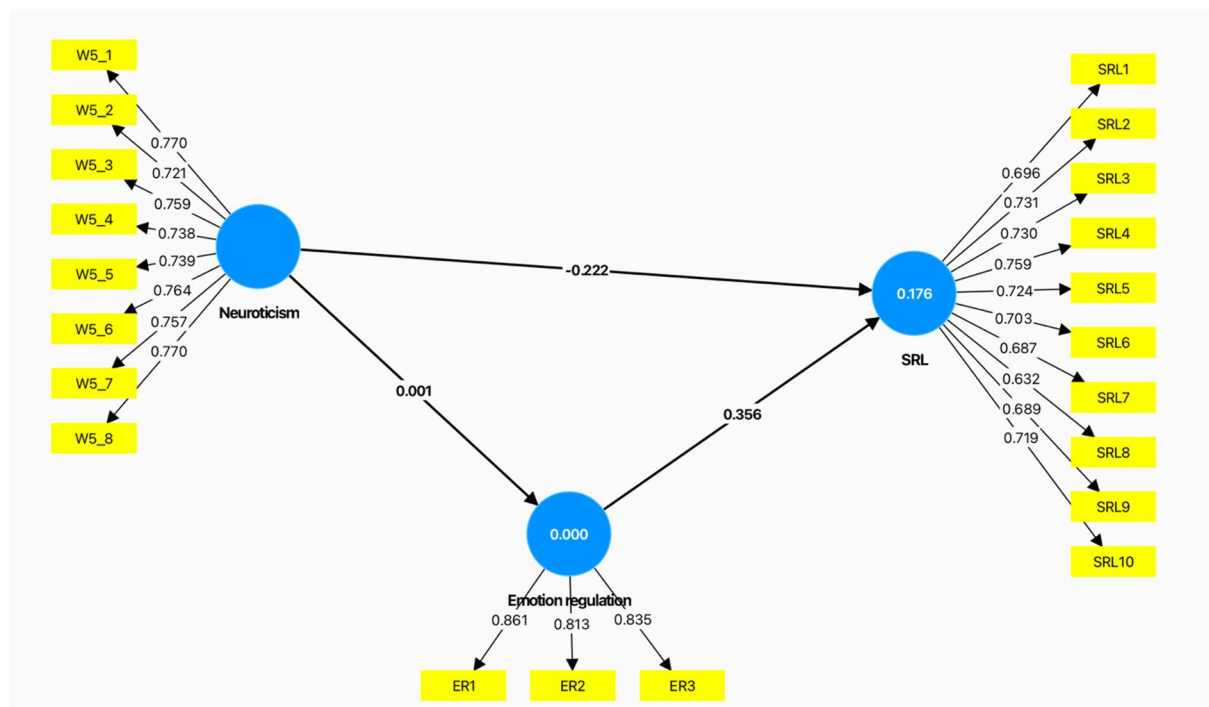 W5_1
W5_2
W5_3
W5_4
W5_5
W5_6
W5_7
W5_8
0.770
0.721
0.759
0.738
0.739
0.764
0.757
0.770
Neuroticism
-0.222
0.001
0.356
0.000
Emotion regulation
0.861
0.813
0.835
ER1
ER2
ER3
0.176
SRL
0.696
0.731
0.730
0.759
0.724
0.703
0.687
0.632
0.689
0.719
SRL1
SRL2
SRL3
SRL4
SRL5
SRL6
SRL7
SRL8
SRL9
SRL10